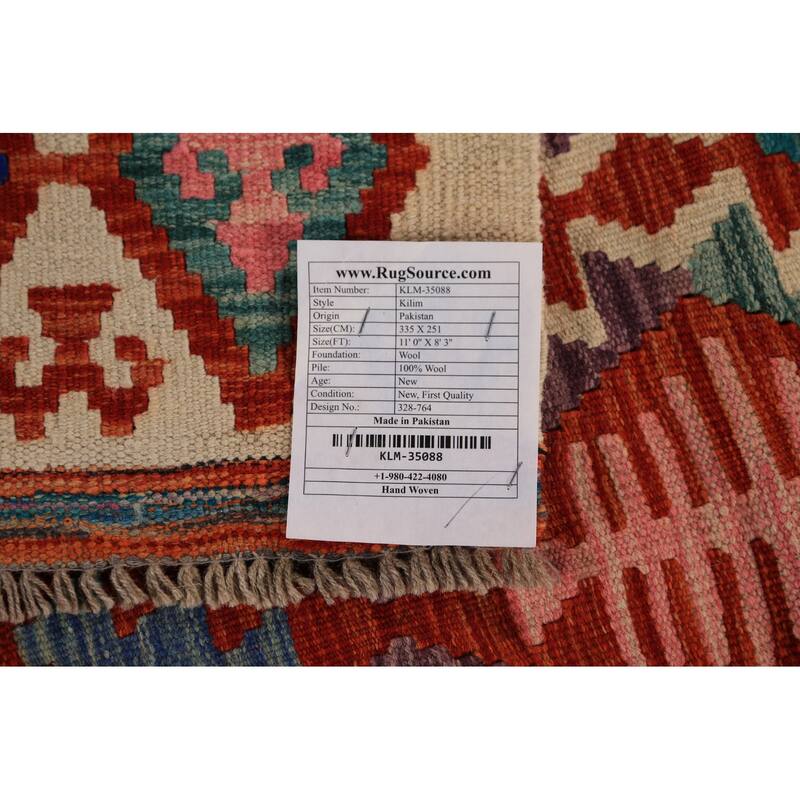 www.RugSource.com
Item Number: KLM-35088
Style Kilim
Origin Pakistan
Size(CM): 335 X 251
Size(FT): 11' 0" X 8' 3"
Foundation: Wool
Pile: 100% Wool
Age: New
Condition: New, First Quality
Design No.: 328-764
Made in Pakistan
KLM-35088
+1-980-422-4080
Hand Woven